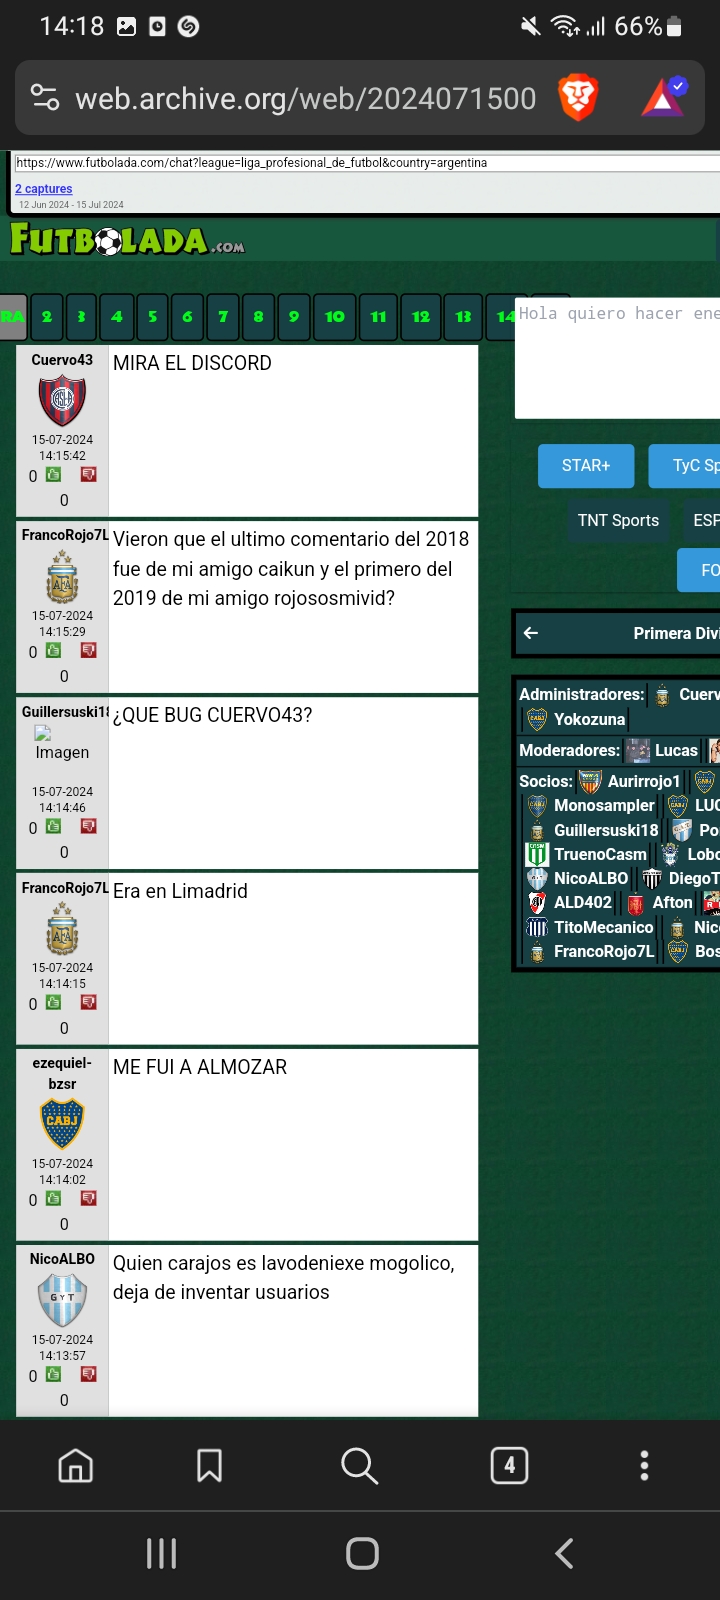 14:18
66%
web.archive.org/web/2024071500
https://www.futbolada.com/chat?league=liga_profesional_de_futbol&country=argentina
2 captures
12 Jun 2024 - 15 Jul 2024
FUTBOLADA.COM
RA 2 3 4 5 6 7 8 9 10 11 12 13 14
Hola quiero hacer ene
Cuervo43
MIRA EL DISCORD
15-07-2024
14:15:42
0
0
STAR+ TyC Sp
TNT Sports ESP
FO
FrancoRojo7L
Vieron que el ultimo comentario del 2018
fue de mi amigo caikun y el primero del
2019 de mi amigo rojososmivid?
15-07-2024
14:15:29
0
0
Primera Divi
Administradores: Cuerv
Yokozuna
Moderadores: Lucas
Socios: Aurirrojo1
Monosampler LUC
Guillersuski18 Po
TruenoCasm Lobo
NicoALBO DiegoT
ALD402 Afton
TitoMecanico Nico
FrancoRojo7L Bos
Guillersuski18
¿QUE BUG CUERVO43?
Imagen
15-07-2024
14:14:46
0
0
FrancoRojo7L
Era en Limadrid
AFA
15-07-2024
14:14:15
0
0
ezequiel-
bzsr
ME FUI A ALMOZAR
CABJ
15-07-2024
14:14:02
0
0
NicoALBO
Quien carajos es lavodeniexe mogolico,
deja de inventar usuarios
G Y T
15-07-2024
14:13:57
0
0
4